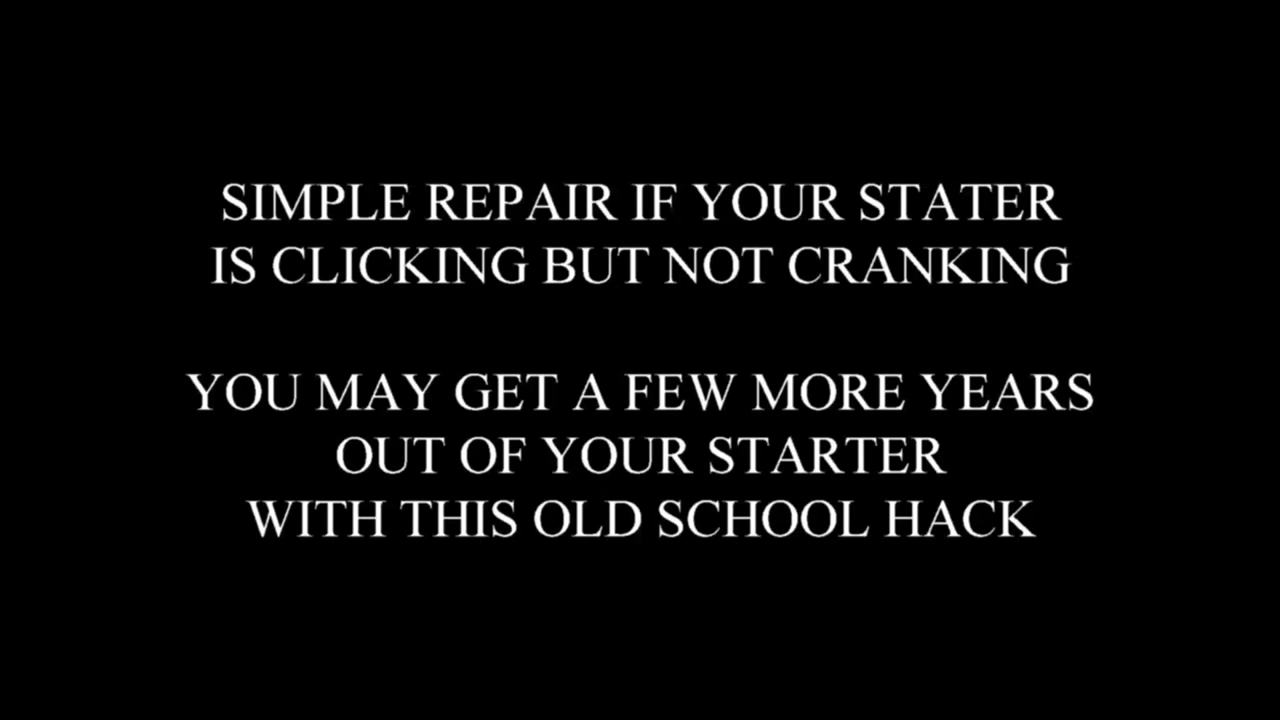 SIMPLE REPAIR IF YOUR STATER
IS CLICKING BUT NOT CRANKING
YOU MAY GET A FEW MORE YEARS
OUT OF YOUR STARTER
WITH THIS OLD SCHOOL HACK